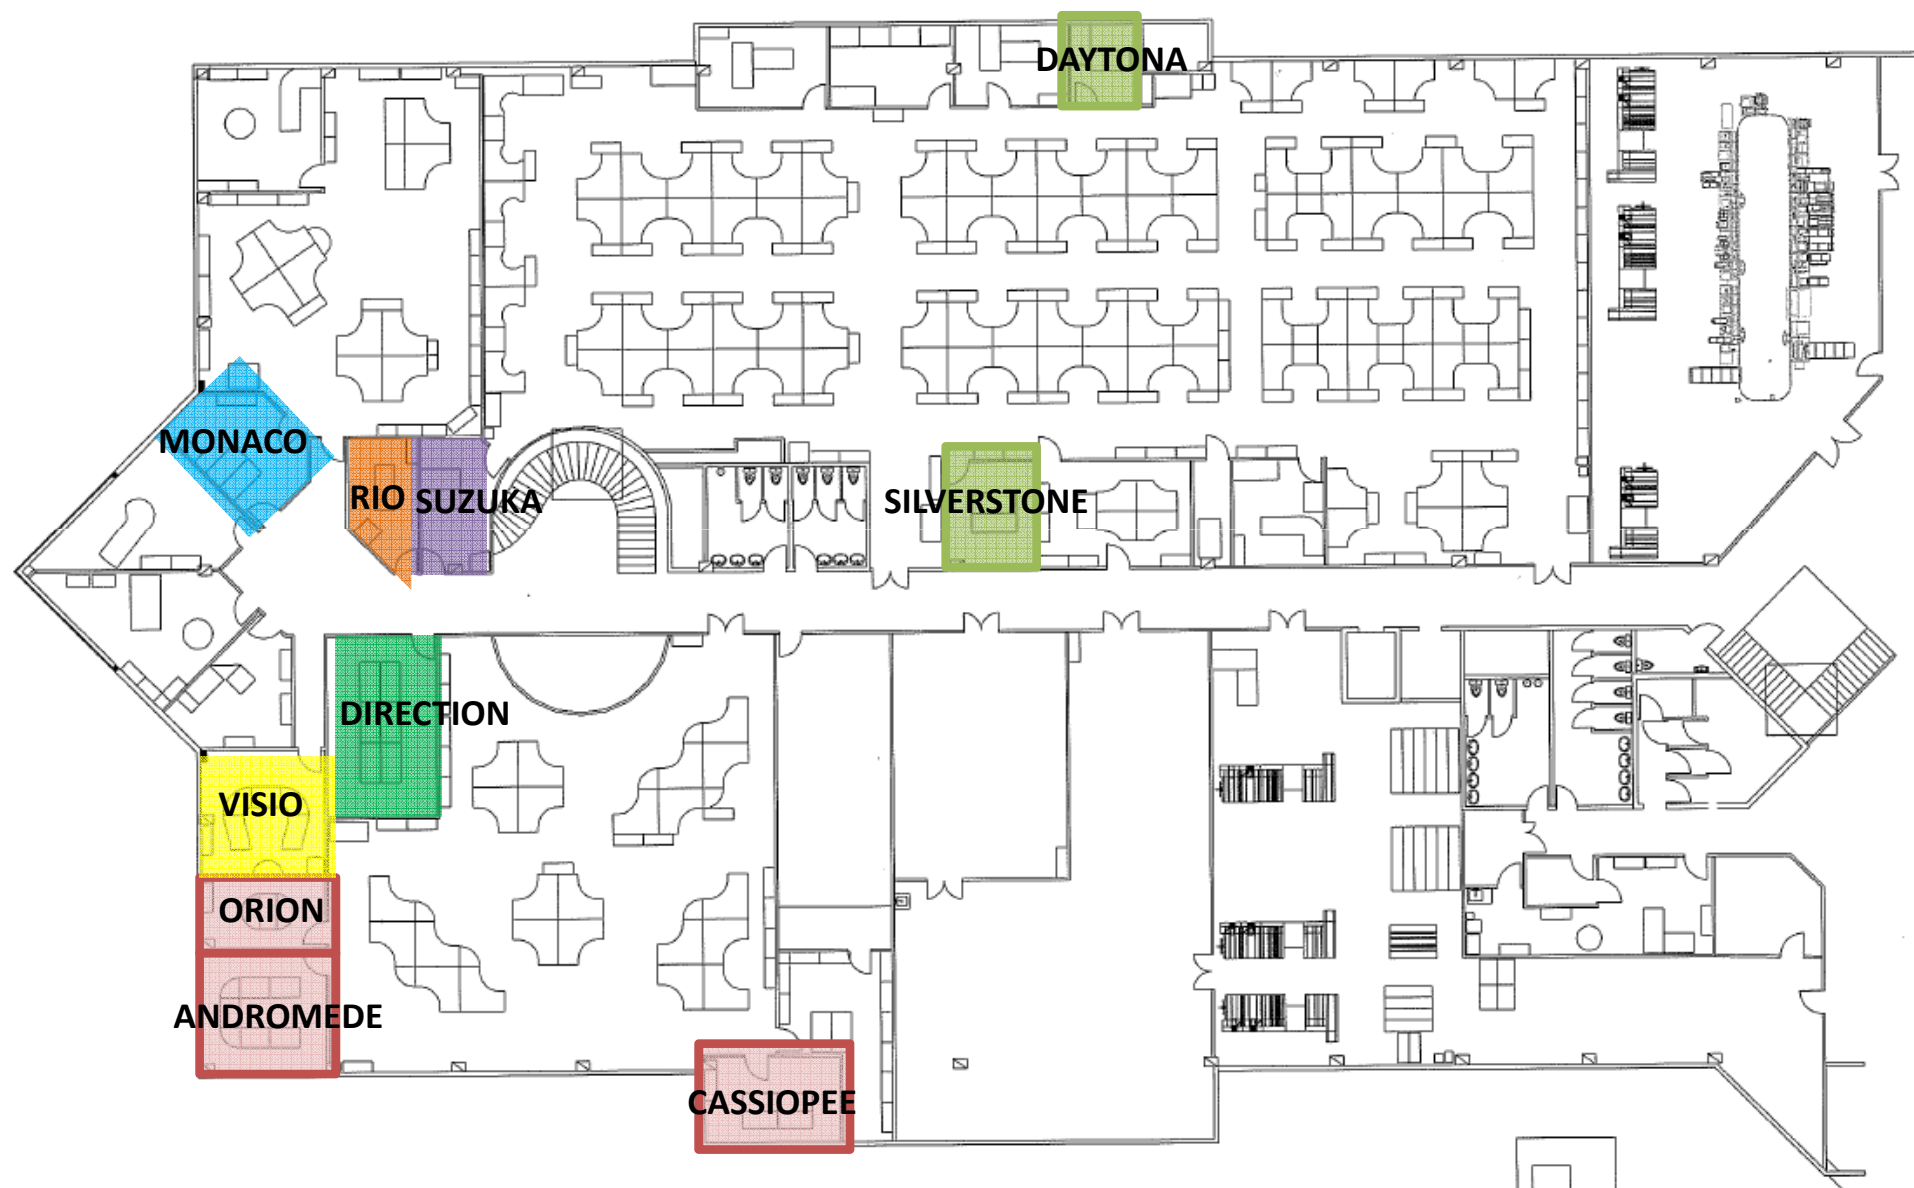 DAYTONA
MONACO
RIO
SUZUKA
SILVERSTONE
DIRECTION
VISIO
ORION
ANDROMEDE
CASSIOPEE